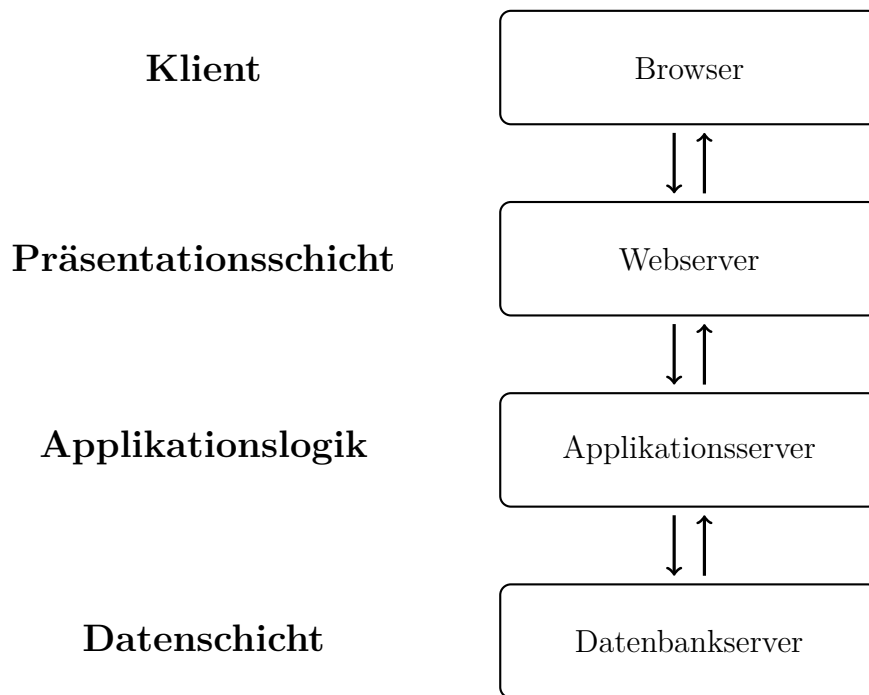 Klient
Browser
Präsentationsschicht
Webserver
Applikationslogik
Applikationsserver
Datenschicht
Datenbankserver